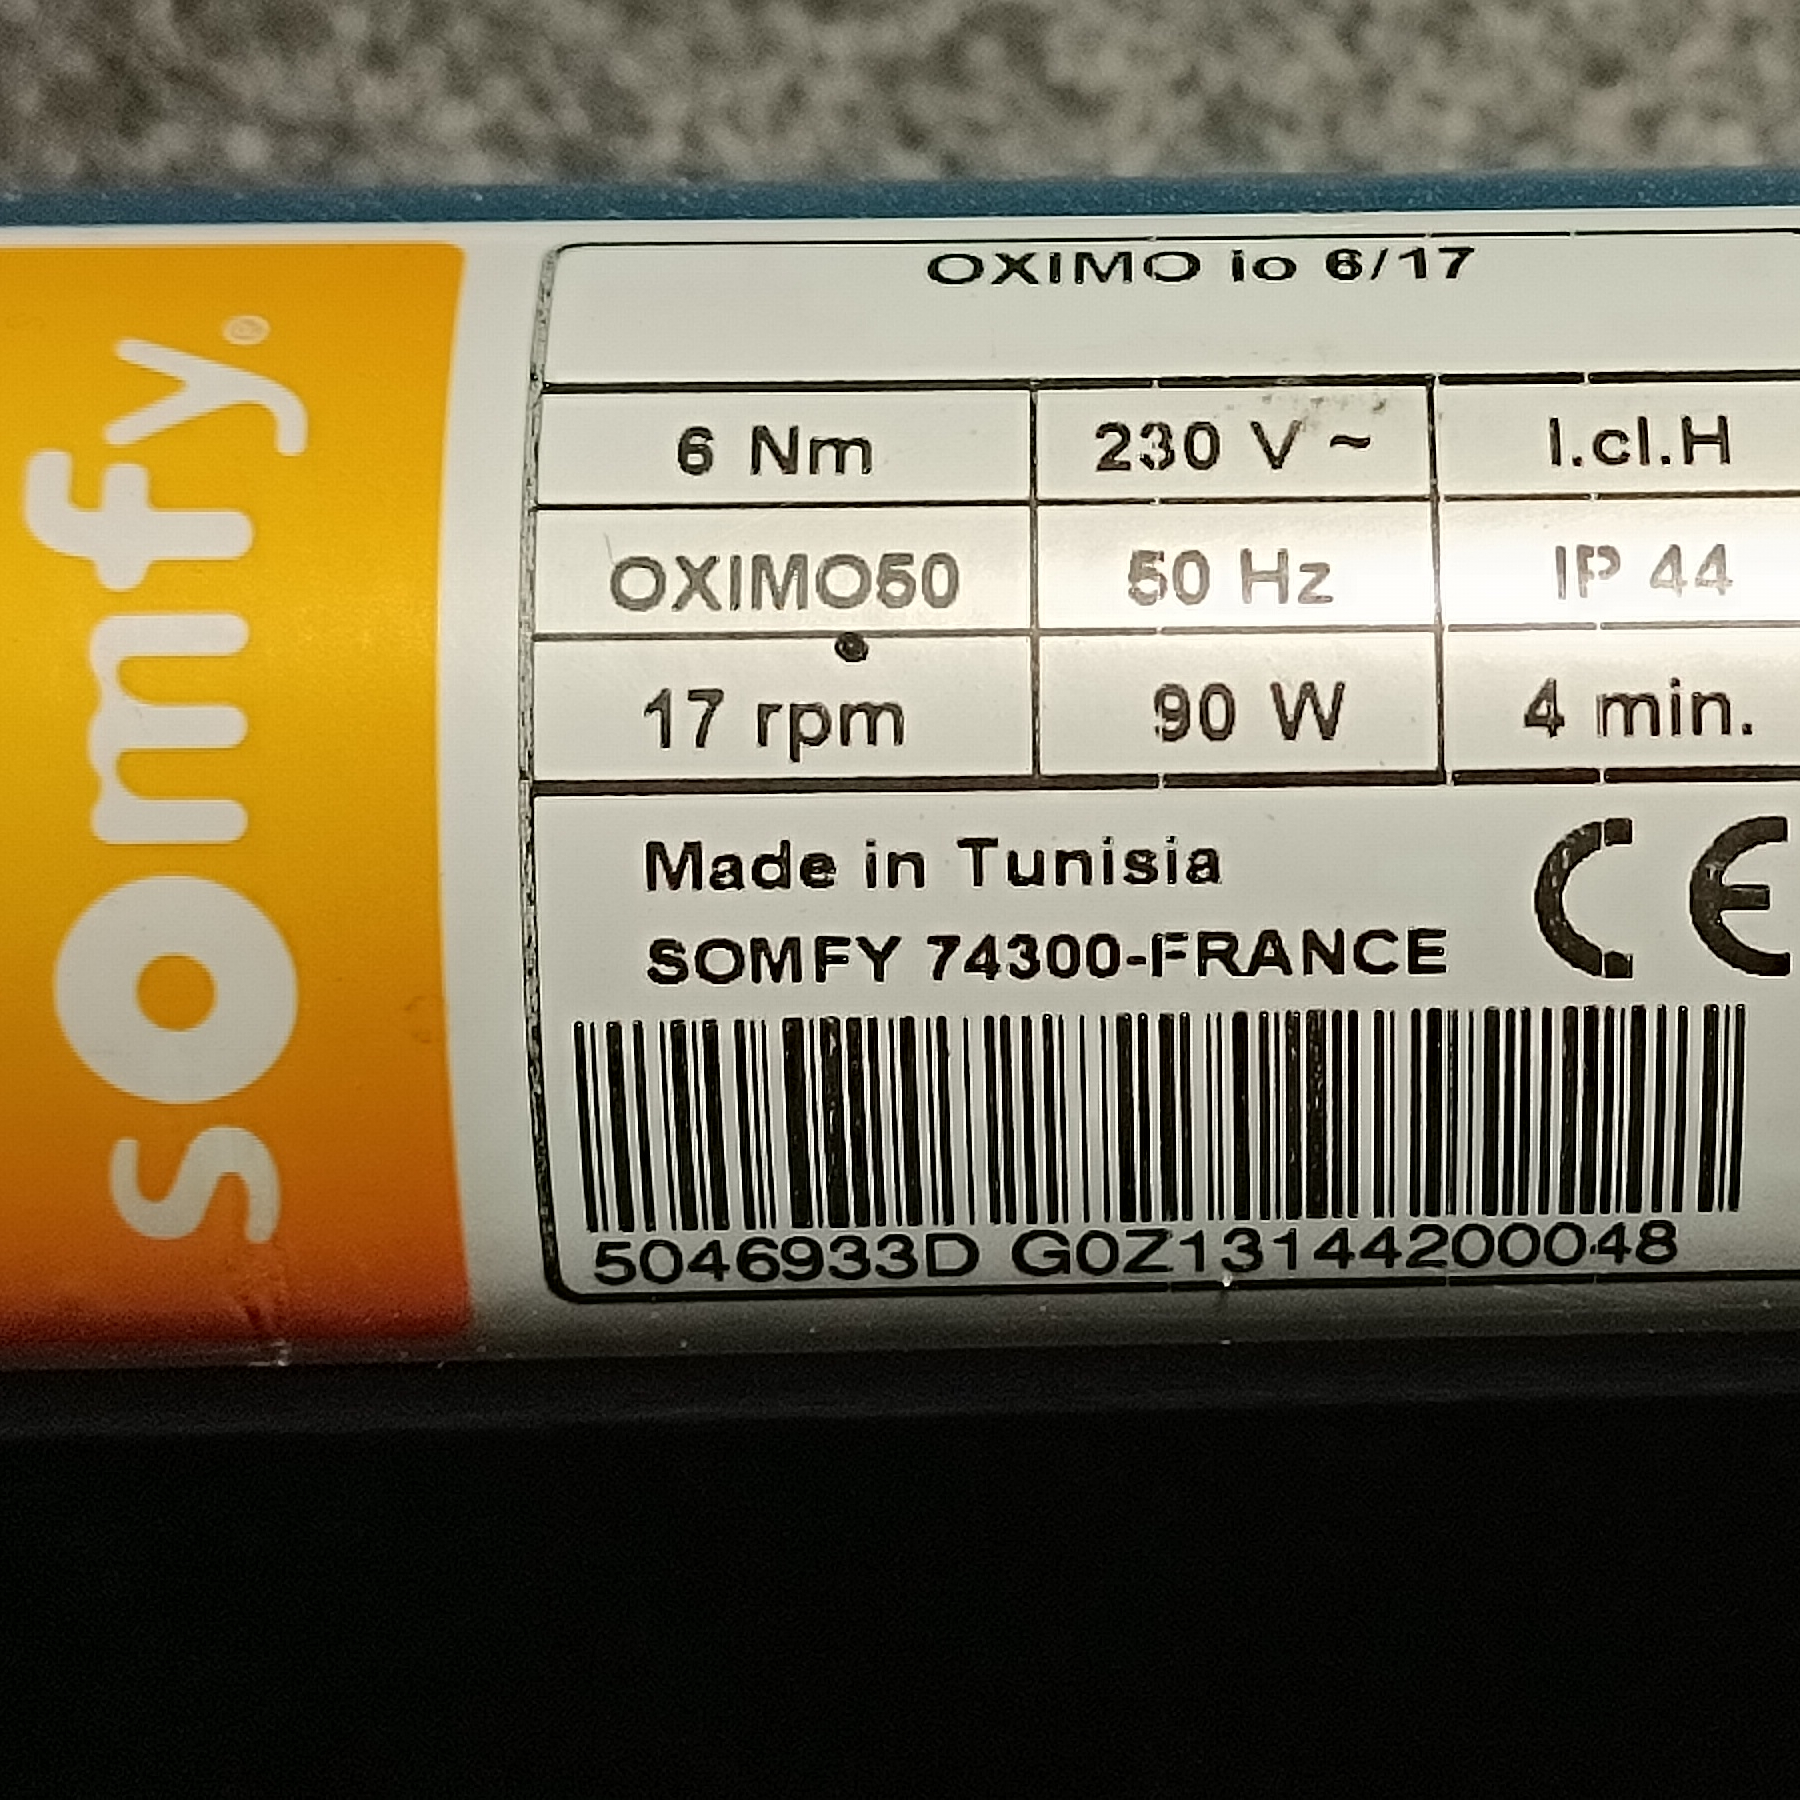 somfy®
OXIMO io 6/17
6 Nm 230 V ~ I.cl.H
OXIMO50 50 Hz IP 44
17 rpm 90 W 4 min.
Made in Tunisia
SOMFY 74300-FRANCE CE
5046933D G0Z13144200048